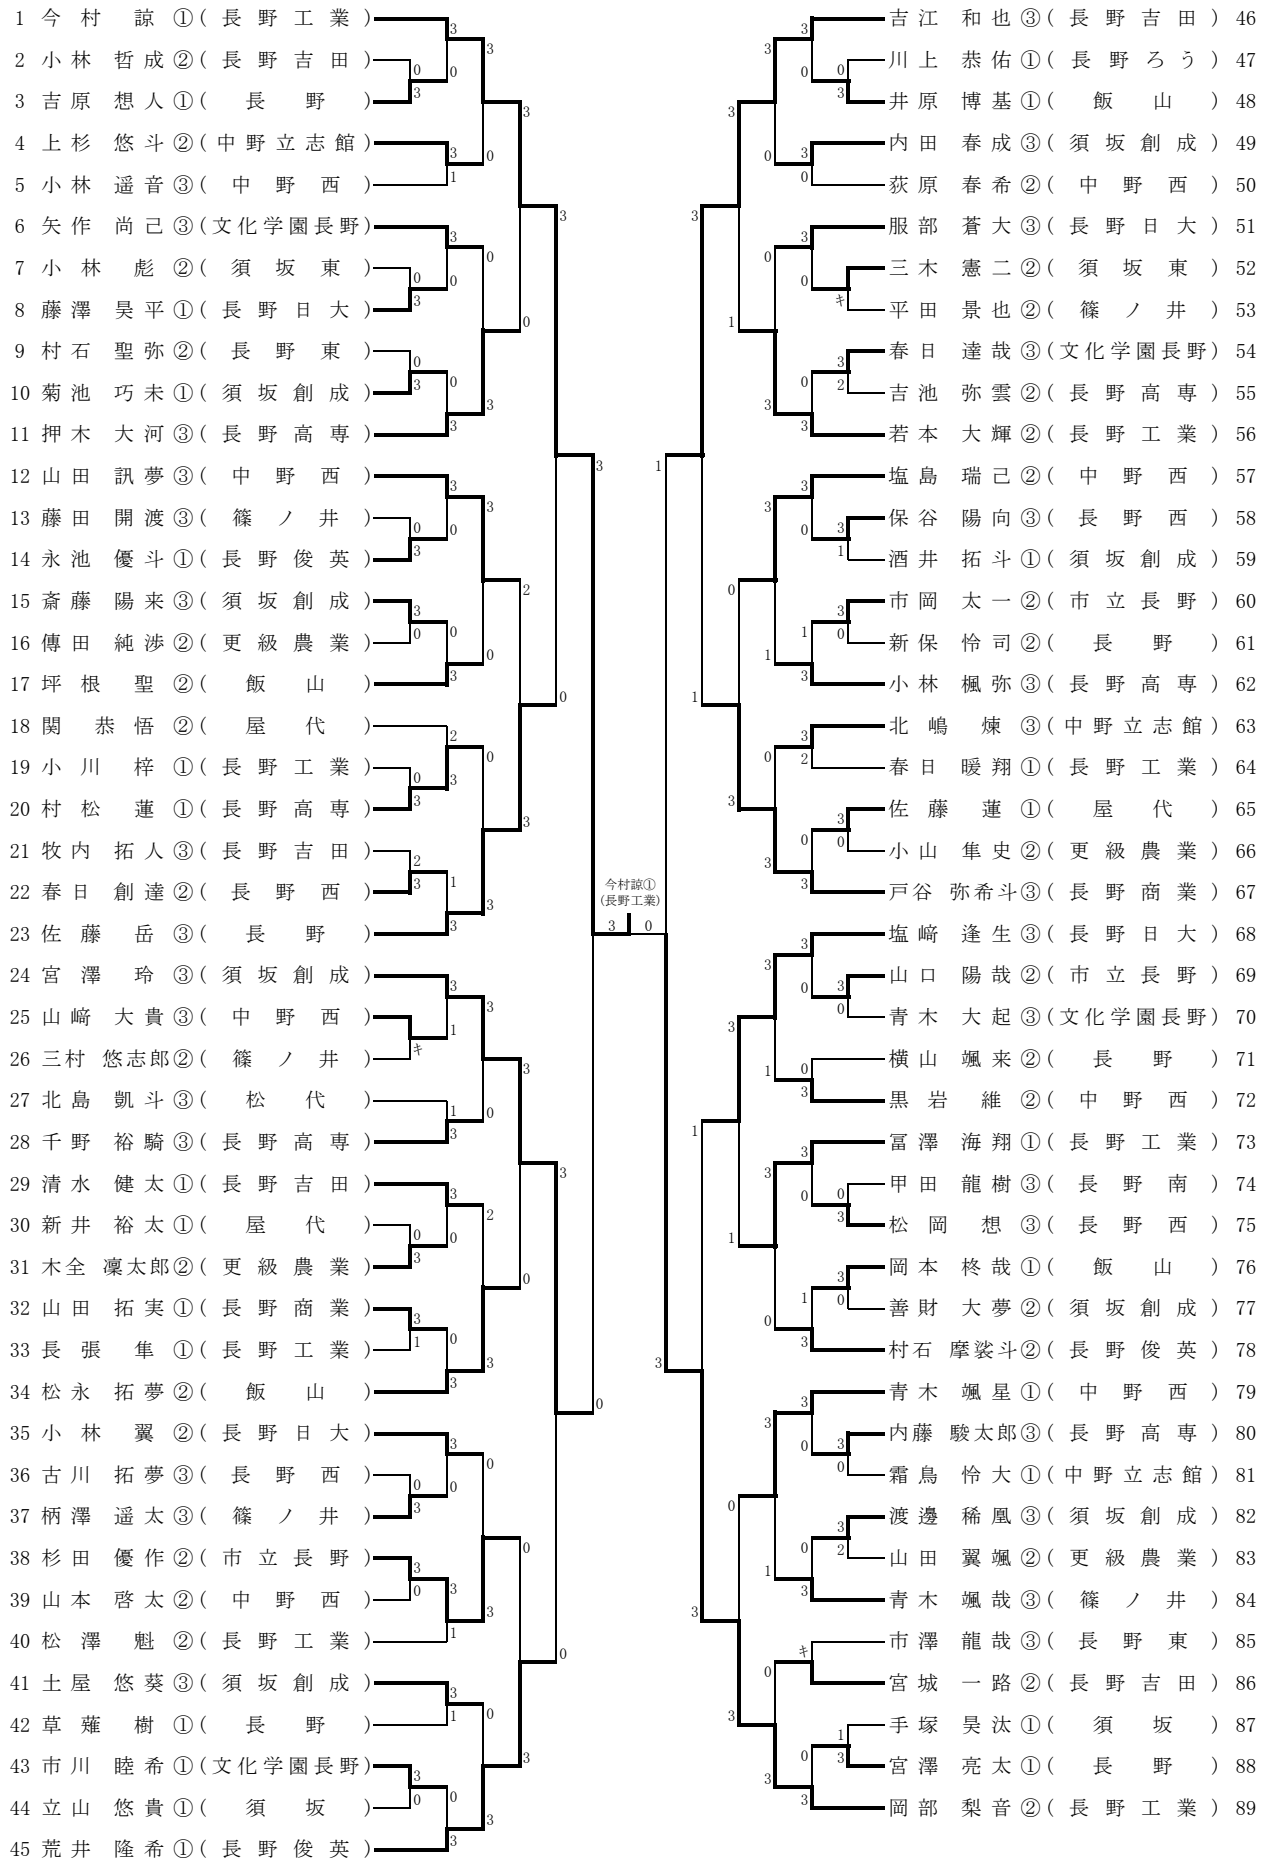 1 今村 諒 ①(長野工業)
2 小林 哲成 ②(長野吉田)
3 吉原 想人 ①(長野)
4 上杉 悠斗 ②(中野立志館)
5 小林 遥音 ③(中野西)
6 矢作 尚己 ③(文化学園長野)
7 小林 彪 ②(須坂東)
8 藤澤 昊平 ①(長野日大)
9 村石 聖弥 ②(長野東)
10 菊池 巧未 ①(須坂創成)
11 押木 大河 ③(長野高専)
12 山田 訊夢 ③(中野西)
13 藤田 開渡 ③(篠ノ井)
14 永池 優斗 ①(長野俊英)
15 斎藤 陽来 ③(須坂創成)
16 傳田 純渉 ②(更級農業)
17 坪根 聖 ②(飯山)
18 関 恭悟 ②(屋代)
19 小川 梓 ①(長野工業)
20 村松 蓮 ①(長野高専)
21 牧内 拓人 ③(長野吉田)
22 春日 創達 ②(長野西)
23 佐藤 岳 ③(長野)
24 宮澤 玲 ③(須坂創成)
25 山﨑 大貴 ③(中野西)
26 三村 悠志郎 ②(篠ノ井)
27 北島 凱斗 ③(松代)
28 千野 裕騎 ③(長野高専)
29 清水 健太 ①(長野吉田)
30 新井 裕太 ①(屋代)
31 木全 凜太郎 ②(更級農業)
32 山田 拓実 ①(長野商業)
33 長張 隼 ①(長野工業)
34 松永 拓夢 ②(飯山)
35 小林 翼 ②(長野日大)
36 古川 拓夢 ③(長野西)
37 柄澤 遥太 ③(篠ノ井)
38 杉田 優作 ②(市立長野)
39 山本 啓太 ②(中野西)
40 松澤 魁 ②(長野工業)
41 土屋 悠葵 ③(須坂創成)
42 草薙 樹 ①(長野)
43 市川 睦希 ①(文化学園長野)
44 立山 悠貴 ①(須坂)
45 荒井 隆希 ①(長野俊英)
今村諒①
(長野工業)
3 0
吉江 和也 ③(長野吉田) 46
川上 恭佑 ①(長野ろう) 47
井原 博基 ①(飯山) 48
内田 春成 ③(須坂創成) 49
荻原 春希 ②(中野西) 50
服部 蒼大 ③(長野日大) 51
三木 憲二 ②(須坂東) 52
平田 景也 ②(篠ノ井) 53
春日 達哉 ③(文化学園長野) 54
吉池 弥雲 ②(長野高専) 55
若本 大輝 ②(長野工業) 56
塩島 瑞己 ②(中野西) 57
保谷 陽向 ③(長野西) 58
酒井 拓斗 ①(須坂創成) 59
市岡 太一 ②(市立長野) 60
新保 怜司 ②(長野) 61
小林 楓弥 ③(長野高専) 62
北嶋 煉 ③(中野立志館) 63
春日 暖翔 ①(長野工業) 64
佐藤 蓮 ①(屋代) 65
小山 隼史 ②(更級農業) 66
戸谷 弥希斗 ③(長野商業) 67
塩﨑 逢生 ③(長野日大) 68
山口 陽哉 ②(市立長野) 69
青木 大起 ③(文化学園長野) 70
横山 颯来 ②(長野) 71
黒岩 維 ②(中野西) 72
冨澤 海翔 ①(長野工業) 73
甲田 龍樹 ③(長野南) 74
松岡 想 ③(長野西) 75
岡本 柊哉 ①(飯山) 76
善財 大夢 ②(須坂創成) 77
村石 摩裟斗 ②(長野俊英) 78
青木 颯星 ①(中野西) 79
内藤 駿太郎 ③(長野高専) 80
霜鳥 怜大 ①(中野立志館) 81
渡邊 稀凰 ③(須坂創成) 82
山田 翼颯 ②(更級農業) 83
青木 颯哉 ③(篠ノ井) 84
市澤 龍哉 ③(長野東) 85
宮城 一路 ②(長野吉田) 86
手塚 昊汰 ①(須坂) 87
宮澤 亮太 ①(長野) 88
岡部 梨音 ②(長野工業) 89